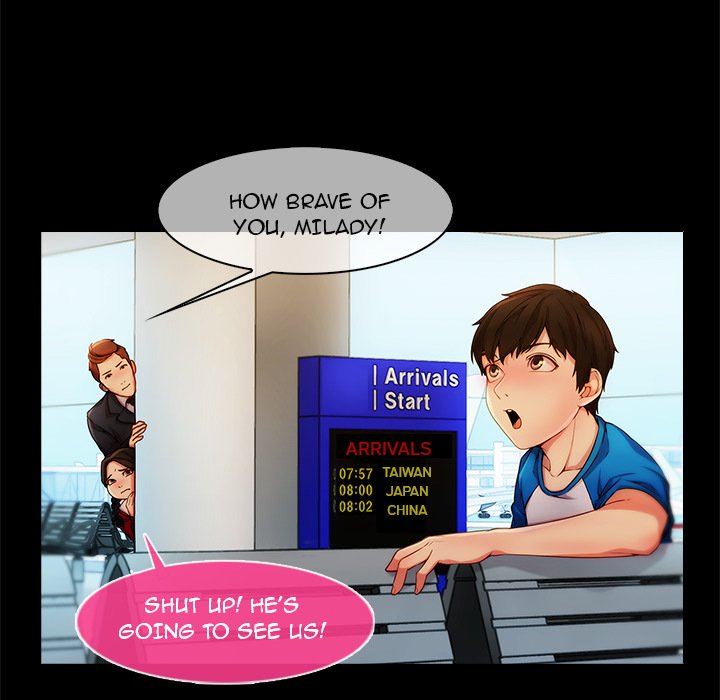 HOW BRAVE OF
YOU, MILADY!
| Arrivals
| Start
ARRIVALS
07:57 TAIWAN
08:00 JAPAN
08:02 CHINA
SHUT UP! HE'S
GOING TO SEE US!